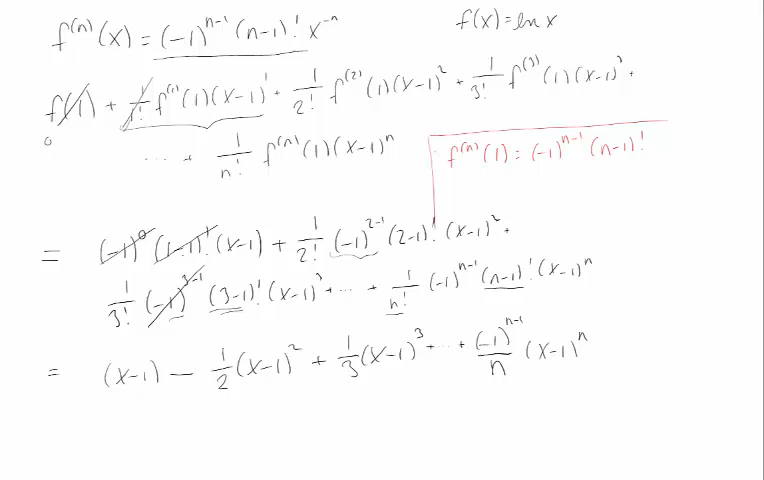 f⁽ⁿ⁾(x) = (-1)ⁿ⁻¹ (n-1)! x⁻ⁿ
f(x) = ln x
f(1) + 1/1! f⁽¹⁾(1)(x-1)¹ + 1/2! f⁽²⁾(1)(x-1)² + 1/3! f⁽³⁾(1)(x-1)³ +
0
... + 1/n! f⁽ⁿ⁾(1)(x-1)ⁿ
f⁽ⁿ⁾(1) = (-1)ⁿ⁻¹ (n-1)!
= (-1)⁰ (1-1)! (x-1) + 1/2! (-1)²⁻¹ (2-1)! (x-1)² +
1/3! (-1)³⁻¹ (3-1)! (x-1)³ + ... + 1/n! (-1)ⁿ⁻¹ (n-1)! (x-1)ⁿ
= (x-1) - 1/2 (x-1)² + 1/3 (x-1)³ + ... + (-1)ⁿ⁻¹/n (x-1)ⁿ